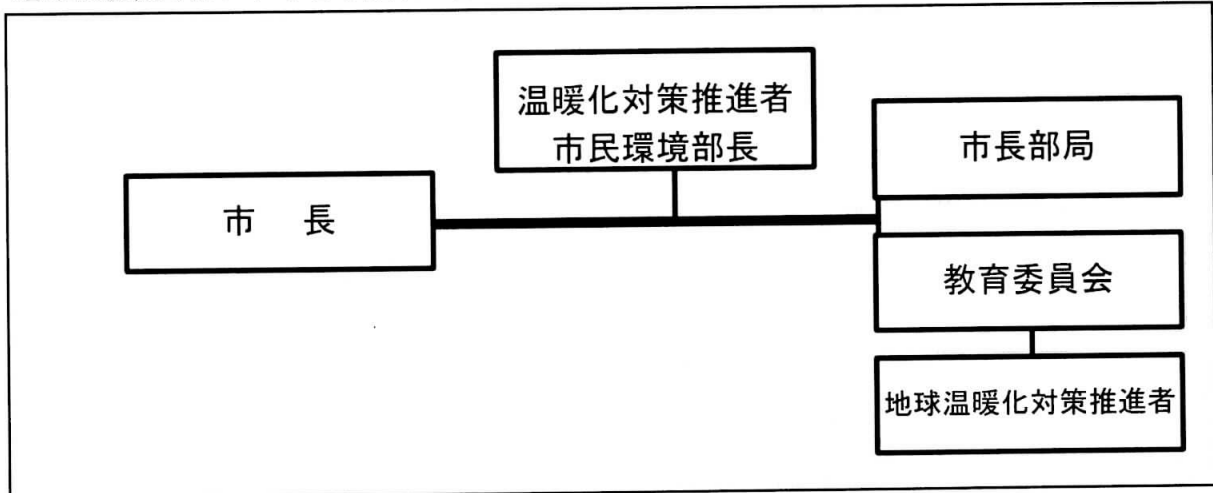 温暖化対策推進者
市民環境部長
市長部局
市 長
教育委員会
地球温暖化対策推進者